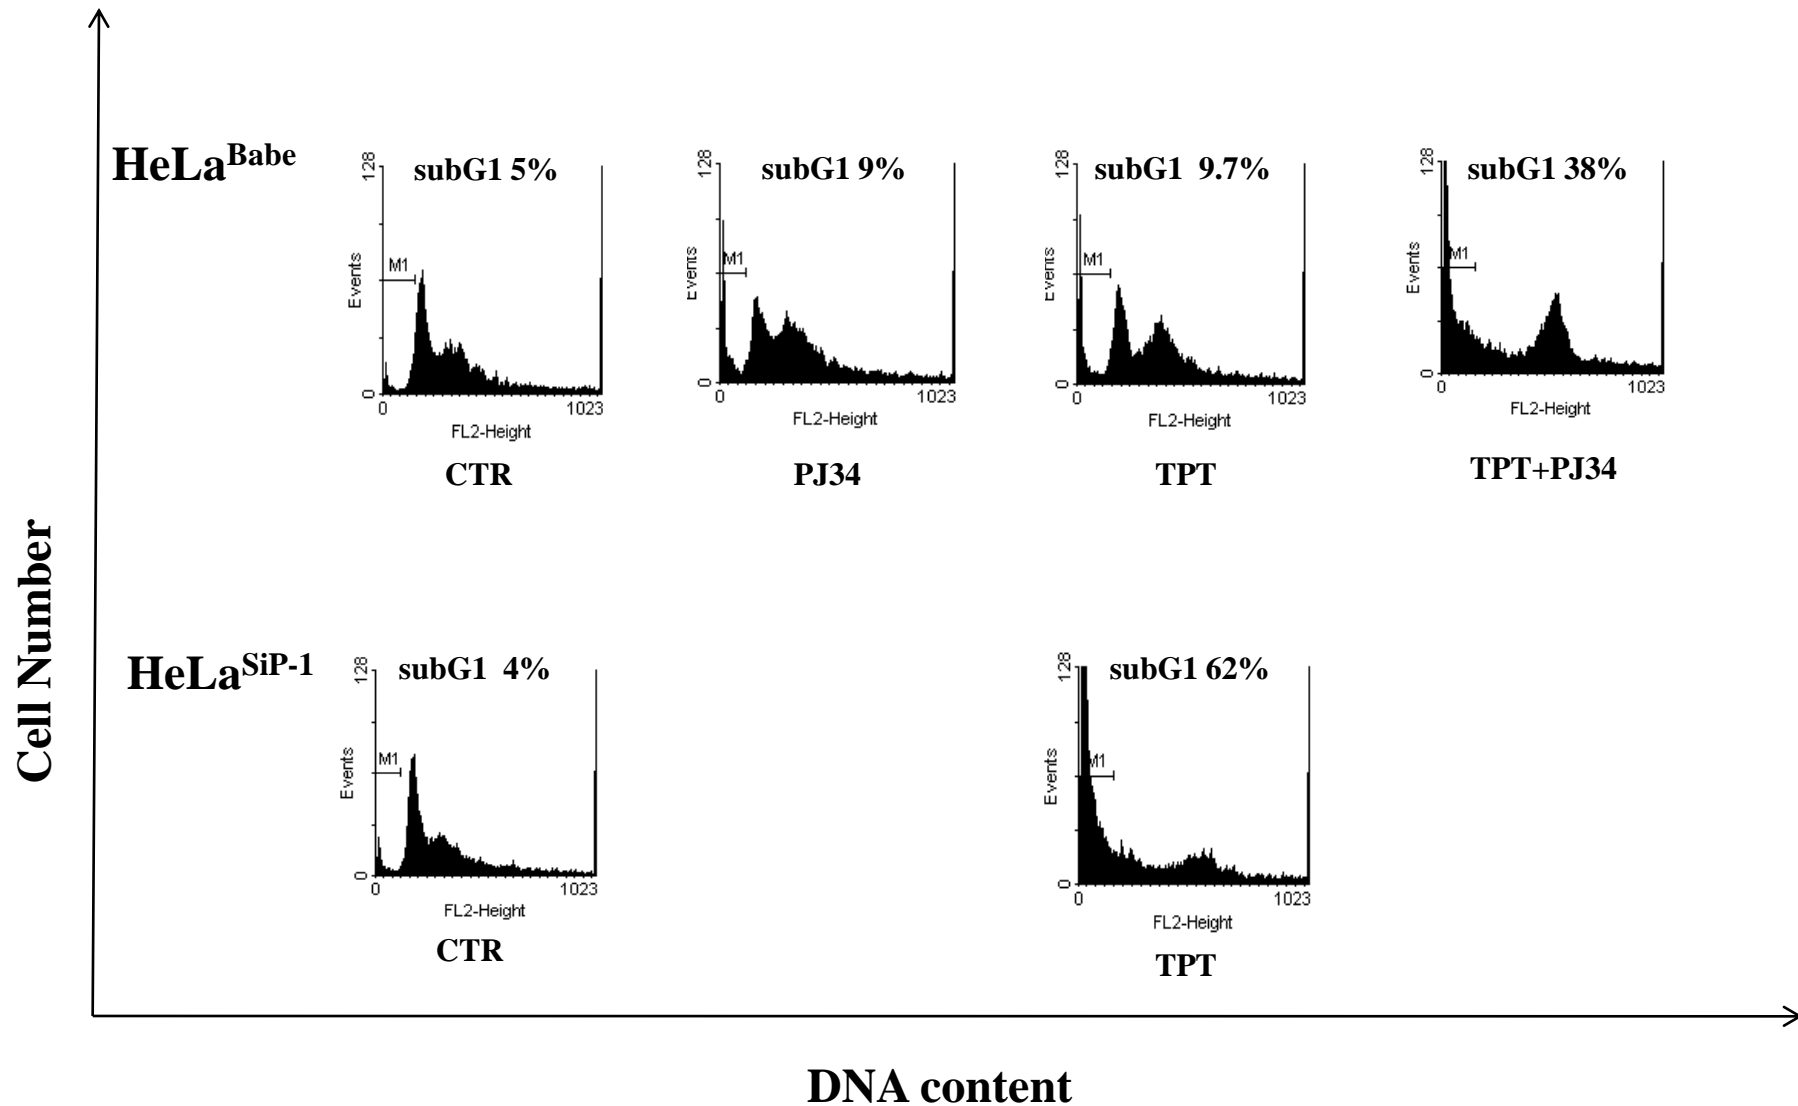 HeLaBabe
subG1 5%
128
Events
M1
0
0
1023
FL2-Height
CTR
subG1 9%
128
Events
M1
0
0
1023
FL2-Height
PJ34
subG1 9.7%
128
Events
M1
0
0
1023
FL2-Height
TPT
subG1 38%
128
Events
M1
0
0
1023
FL2-Height
TPT+PJ34
Cell Number
HeLaSiP-1
subG1 4%
128
Events
M1
0
0
1023
FL2-Height
CTR
subG1 62%
128
Events
M1
0
0
1023
FL2-Height
TPT
DNA content